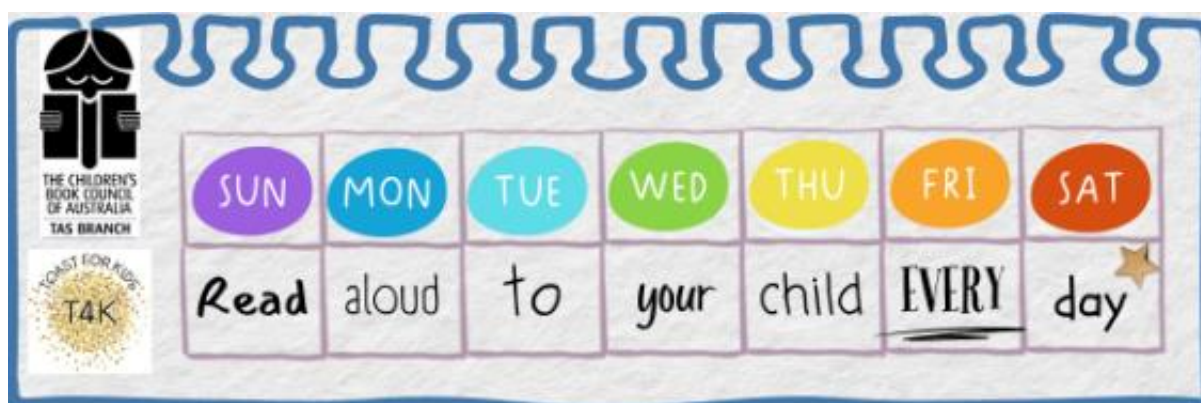 THE CHILDREN'S
BOOK COUNCIL
OF AUSTRALIA
TAS BRANCH
TOAST FOR KIDS
T4K
SUN MON TUE WED THU FRI SAT
Read aloud to your child EVERY day